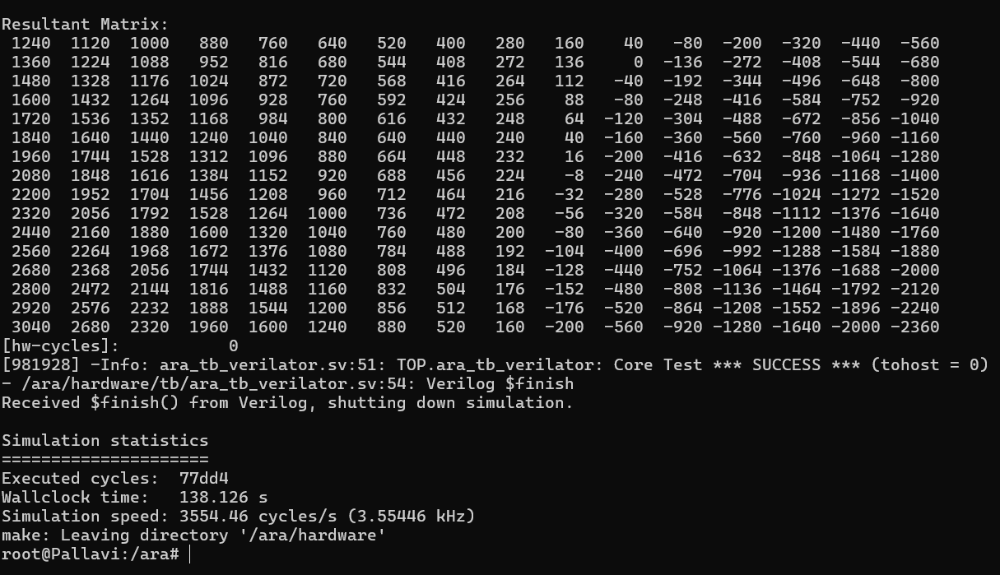 Resultant Matrix:
 1240  1120  1000   880   760   640   520   400   280   160    40   -80  -200  -320  -440  -560
 1360  1224  1088   952   816   680   544   408   272   136     0  -136  -272  -408  -544  -680
 1480  1328  1176  1024   872   720   568   416   264   112   -40  -192  -344  -496  -648  -800
 1600  1432  1264  1096   928   760   592   424   256    88   -80  -248  -416  -584  -752  -920
 1720  1536  1352  1168   984   800   616   432   248    64  -120  -304  -488  -672  -856 -1040
 1840  1640  1440  1240  1040   840   640   440   240    40  -160  -360  -560  -760  -960 -1160
 1960  1744  1528  1312  1096   880   664   448   232    16  -200  -416  -632  -848 -1064 -1280
 2080  1848  1616  1384  1152   920   688   456   224    -8  -240  -472  -704  -936 -1168 -1400
 2200  1952  1704  1456  1208   960   712   464   216   -32  -280  -528  -776 -1024 -1272 -1520
 2320  2056  1792  1528  1264  1000   736   472   208   -56  -320  -584  -848 -1112 -1376 -1640
 2440  2160  1880  1600  1320  1040   760   480   200   -80  -360  -640  -920 -1200 -1480 -1760
 2560  2264  1968  1672  1376  1080   784   488   192  -104  -400  -696  -992 -1288 -1584 -1880
 2680  2368  2056  1744  1432  1120   808   496   184  -128  -440  -752 -1064 -1376 -1688 -2000
 2800  2472  2144  1816  1488  1160   832   504   176  -152  -480  -808 -1136 -1464 -1792 -2120
 2920  2576  2232  1888  1544  1200   856   512   168  -176  -520  -864 -1208 -1552 -1896 -2240
 3040  2680  2320  1960  1600  1240   880   520   160  -200  -560  -920 -1280 -1640 -2000 -2360
[hw-cycles]:           0
[981928] -Info: ara_tb_verilator.sv:51: TOP.ara_tb_verilator: Core Test *** SUCCESS *** (tohost = 0)
- /ara/hardware/tb/ara_tb_verilator.sv:54: Verilog $finish
Received $finish() from Verilog, shutting down simulation.

Simulation statistics
=====================
Executed cycles:  77dd4
Wallclock time:   138.126 s
Simulation speed: 3554.46 cycles/s (3.55446 kHz)
make: Leaving directory '/ara/hardware'
root@Pallavi:/ara#